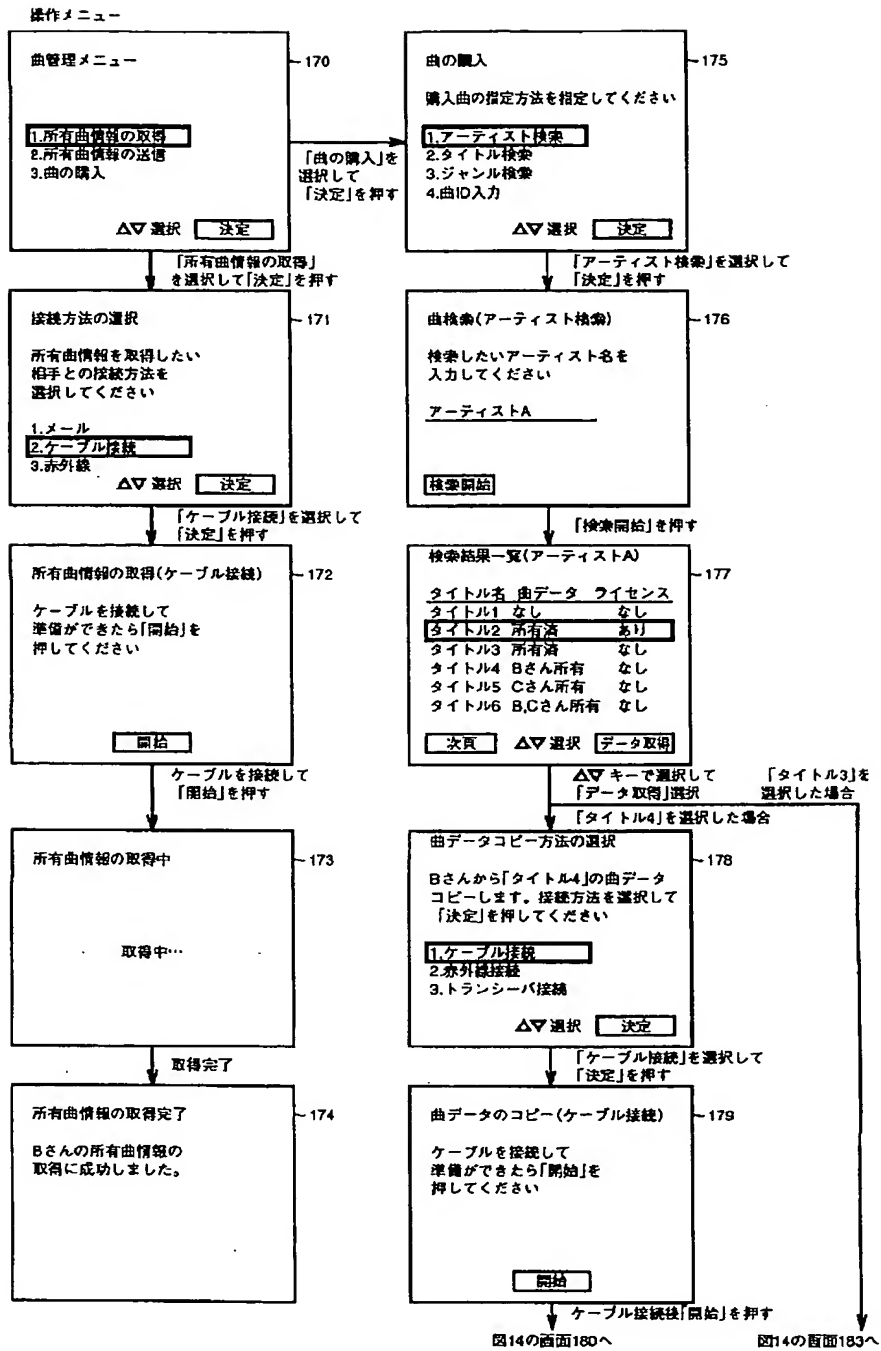 操作メニュー
曲管理メニュー
170
1.所有曲情報の取得
2.所有曲情報の送信
3.曲の購入
△▽ 選択 決定
「曲の購入」を
選択して
「決定」を押す
「所有曲情報の取得」
を選択して「決定」を押す
接続方法の選択
171
所有曲情報を取得したい
相手との接続方法を
選択してください
1.メール
2.ケーブル接続
3.赤外線
△▽ 選択 決定
「ケーブル接続」を選択して
「決定」を押す
所有曲情報の取得(ケーブル接続)
172
ケーブルを接続して
準備ができたら「開始」を
押してください
開始
ケーブルを接続して
「開始」を押す
所有曲情報の取得中
173
取得中…
取得完了
所有曲情報の取得完了
174
Bさんの所有曲情報の
取得に成功しました。
曲の購入
175
購入曲の指定方法を指定してください
1.アーティスト検索
2.タイトル検索
3.ジャンル検索
4.曲ID入力
△▽ 選択 決定
「アーティスト検索」を選択して
「決定」を押す
曲検索(アーティスト検索)
176
検索したいアーティスト名を
入力してください
アーティストA
検索開始
「検索開始」を押す
検索結果一覧(アーティストA)
177
タイトル名 曲データ ライセンス
タイトル1 なし なし
タイトル2 所有済 あり
タイトル3 所有済 なし
タイトル4 Bさん所有 なし
タイトル5 Cさん所有 なし
タイトル6 B,Cさん所有 なし
次頁 △▽ 選択 データ取得
△▽ キーで選択して
「データ取得」選択
「タイトル3」を
選択した場合
「タイトル4」を選択した場合
曲データコピー方法の選択
178
Bさんから「タイトル4」の曲データ
コピーします。接続方法を選択して
「決定」を押してください
1.ケーブル接続
2.赤外線接続
3.トランシーバ接続
△▽ 選択 決定
「ケーブル接続」を選択して
「決定」を押す
曲データのコピー(ケーブル接続)
179
ケーブルを接続して
準備ができたら「開始」を
押してください
開始
ケーブル接続後「開始」を押す
図14の画面180へ
図14の画面183へ